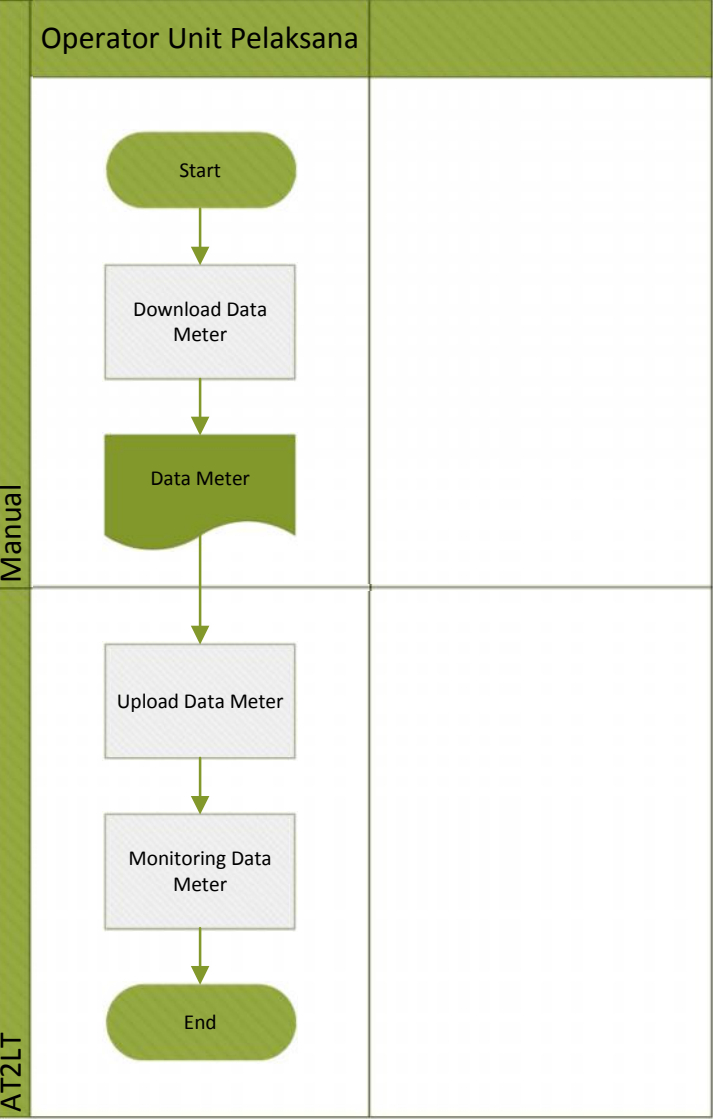 Operator Unit Pelaksana
Manual
Start
Download Data
Meter
Data Meter
AT2LT
Upload Data Meter
Monitoring Data
Meter
End